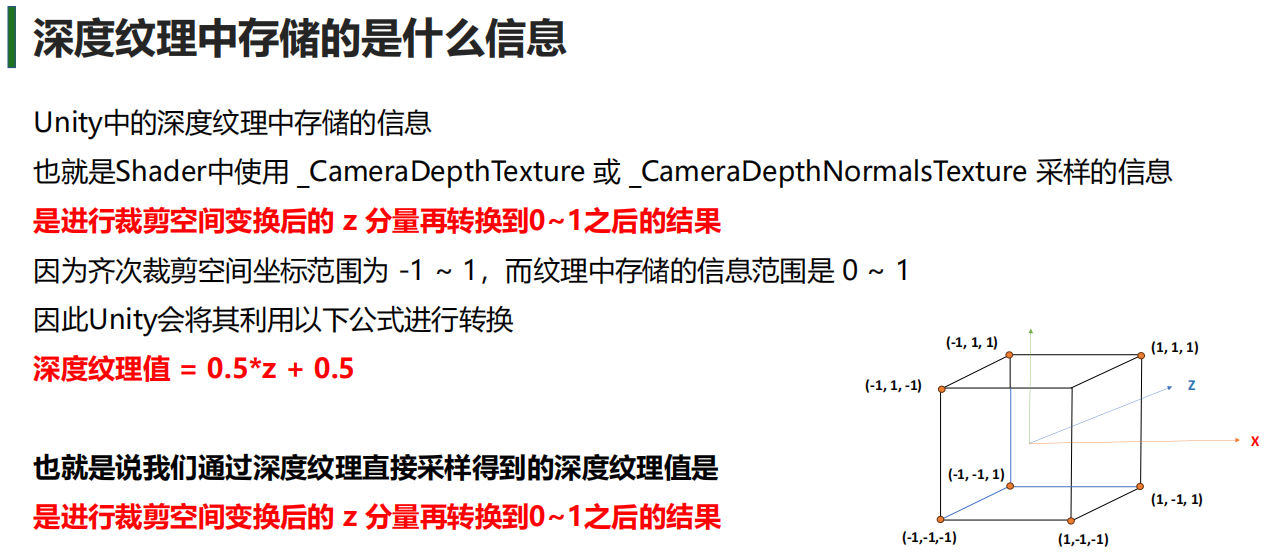 深度纹理中存储的是什么信息
Unity中的深度纹理中存储的信息
也就是Shader中使用 _CameraDepthTexture 或 _CameraDepthNormalsTexture 采样的信息
是进行裁剪空间变换后的 z 分量再转换到0~1之后的结果
因为齐次裁剪空间坐标范围为 -1 ~ 1，而纹理中存储的信息范围是 0 ~ 1
因此Unity会将其利用以下公式进行转换
深度纹理值 = 0.5*z + 0.5
也就是说我们通过深度纹理直接采样得到的深度纹理值是
是进行裁剪空间变换后的 z 分量再转换到0~1之后的结果
(-1, 1, 1)
(1, 1, 1)
(-1, 1, -1)
Z
X
(-1, -1, 1)
(1, -1, 1)
(-1,-1,-1)
(1,-1,-1)